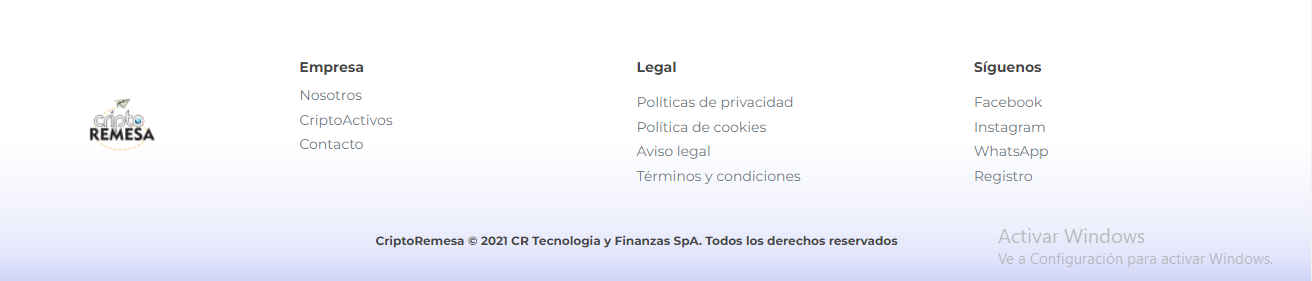 cripto
REMESA
Empresa
Nosotros
CriptoActivos
Contacto
Legal
Políticas de privacidad
Política de cookies
Aviso legal
Términos y condiciones
Síguenos
Facebook
Instagram
WhatsApp
Registro
CriptoRemesa © 2021 CR Tecnologia y Finanzas SpA. Todos los derechos reservados
Activar Windows
Ve a Configuración para activar Windows.